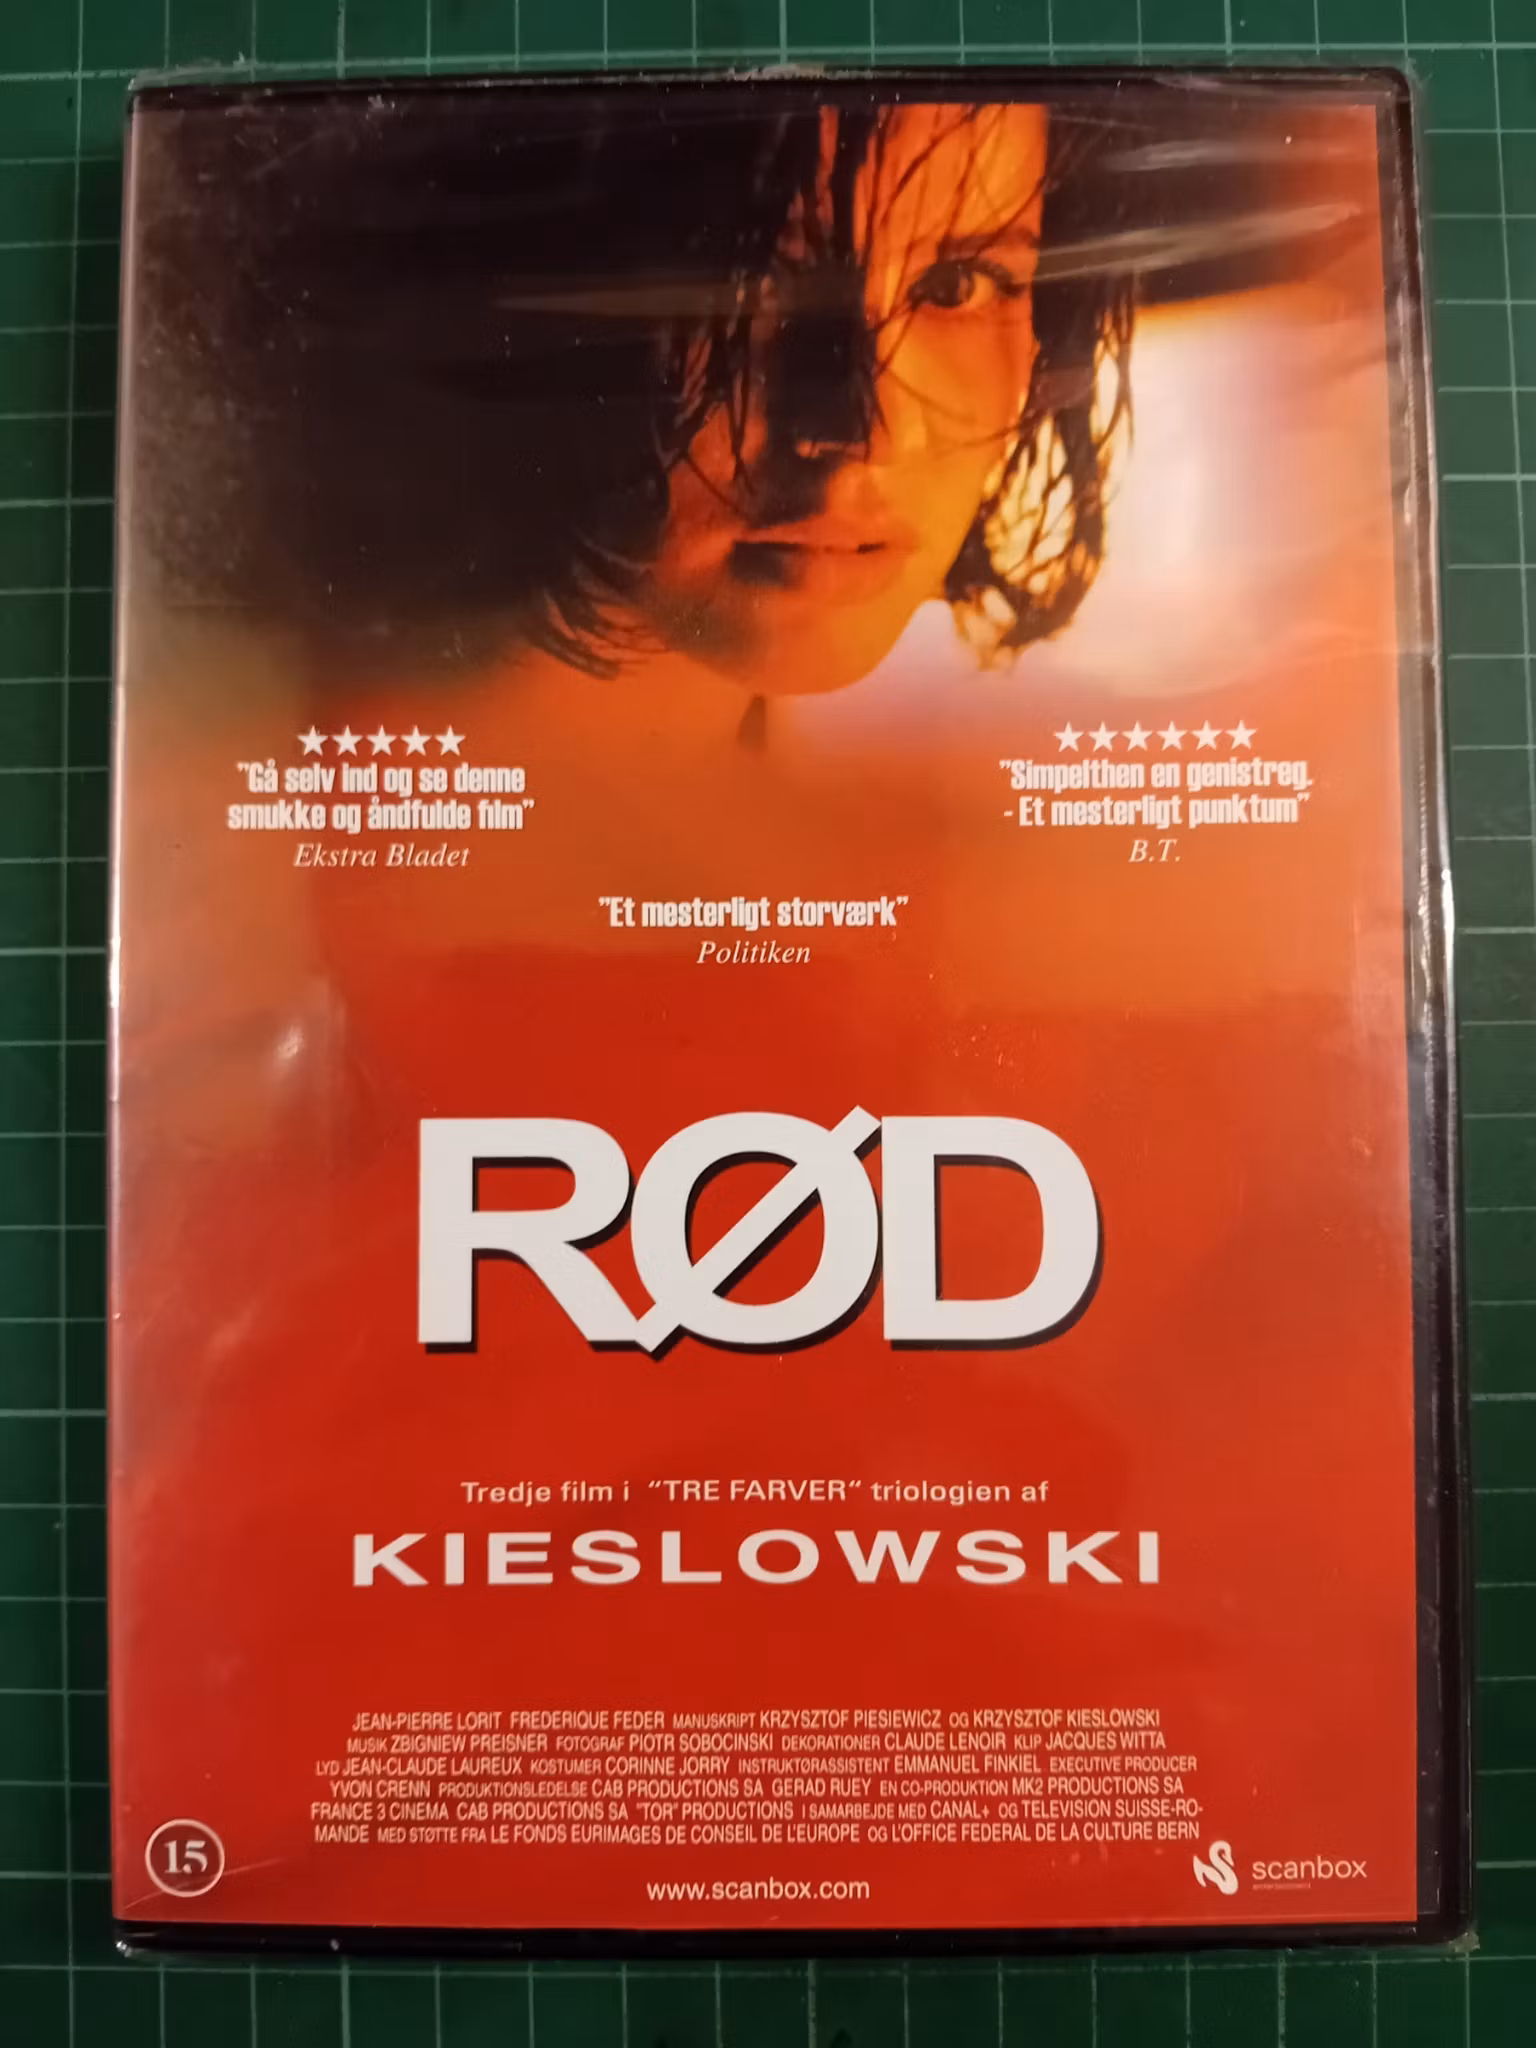 ★★★★★
"Gå selv ind og se denne
smukke og åndfulde film"
Ekstra Bladet
★★★★★★
"Simpelthen en genistreg.
- Et mesterligt punktum"
B.T.
"Et mesterligt storværk"
Politiken
RØD
Tredje film i "TRE FARVER" triologien af
KIESLOWSKI
JEAN-PIERRE LORIT FREDERIQUE FEDER MANUSKRIPT KRZYSZTOF PIESIEWICZ OG KRZYSZTOF KIESLOWSKI
MUSIK ZBIGNIEW PREISNER FOTOGRAF PIOTR SOBOCINSKI DEKORATIONER CLAUDE LENOIR KLIP JACQUES WITTA
LYD JEAN-CLAUDE LAUREUX KOSTUMER CORINNE JORRY INSTRUKTØRASSISTENT EMMANUEL FINKIEL EXECUTIVE PRODUCER
YVON CRENN PRODUKTIONSLEDELSE CAB PRODUCTIONS SA GERAD RUEY EN CO-PRODUKTION MK2 PRODUCTIONS SA
FRANCE 3 CINEMA CAB PRODUCTIONS SA "TOR" PRODUCTIONS I SAMARBEJDE MED CANAL+ OG TELEVISION SUISSE-RO-
MANDE MED STØTTE FRA LE FONDS EURIMAGES DE CONSEIL DE L'EUROPE OG L'OFFICE FEDERAL DE LA CULTURE BERN
15
www.scanbox.com
scanbox